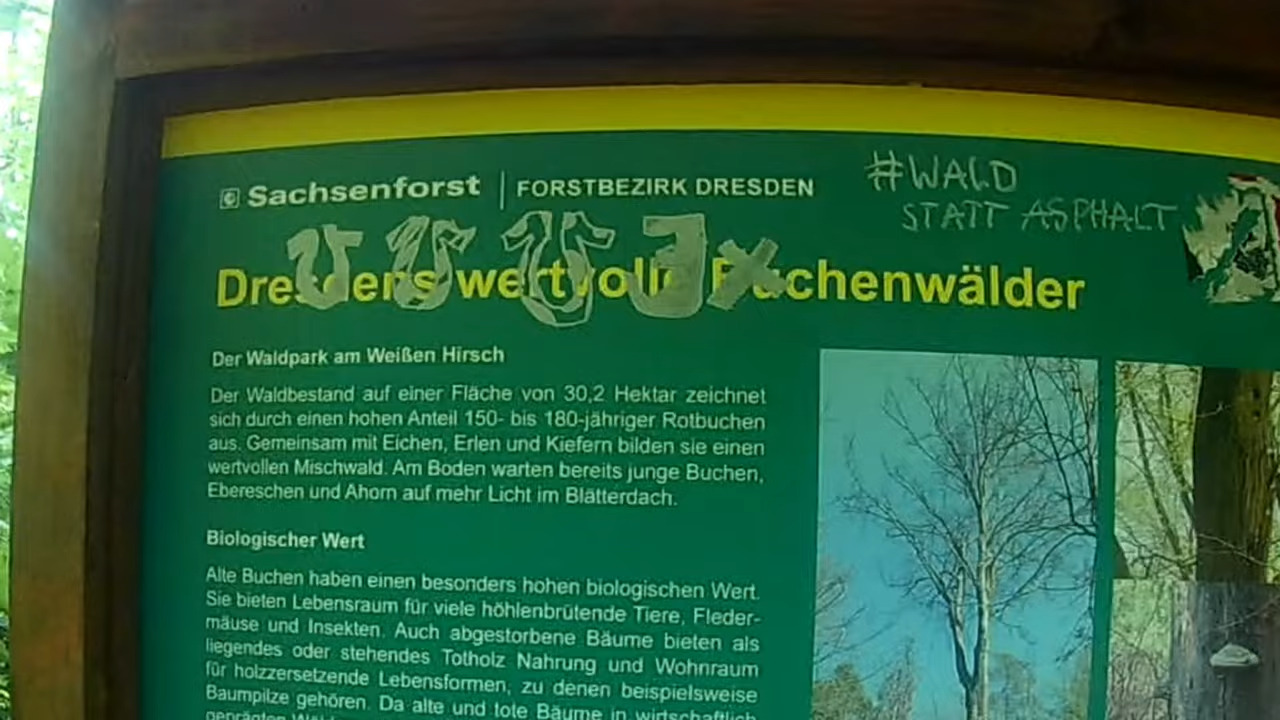 Sachsenforst | FORSTBEZIRK DRESDEN
#WALD
STATT ASPHALT
Dresdens wertvolle Buchenwälder
Der Waldpark am Weißen Hirsch
Der Waldbestand auf einer Fläche von 30,2 Hektar zeichnet
sich durch einen hohen Anteil 150- bis 180-jähriger Rotbuchen
aus. Gemeinsam mit Eichen, Erlen und Kiefern bilden sie einen
wertvollen Mischwald. Am Boden warten bereits junge Buchen,
Ebereschen und Ahorn auf mehr Licht im Blätterdach.
Biologischer Wert
Alte Buchen haben einen besonders hohen biologischen Wert.
Sie bieten Lebensraum für viele höhlenbrütende Tiere, Fleder-
mäuse und Insekten. Auch abgestorbene Bäume bieten als
liegendes oder stehendes Totholz Nahrung und Wohnraum
für holzzersetzende Lebensformen, zu denen beispielsweise
Baumpilze gehören. Da alte und tote Bäume in wirtschaftlich
geprägten